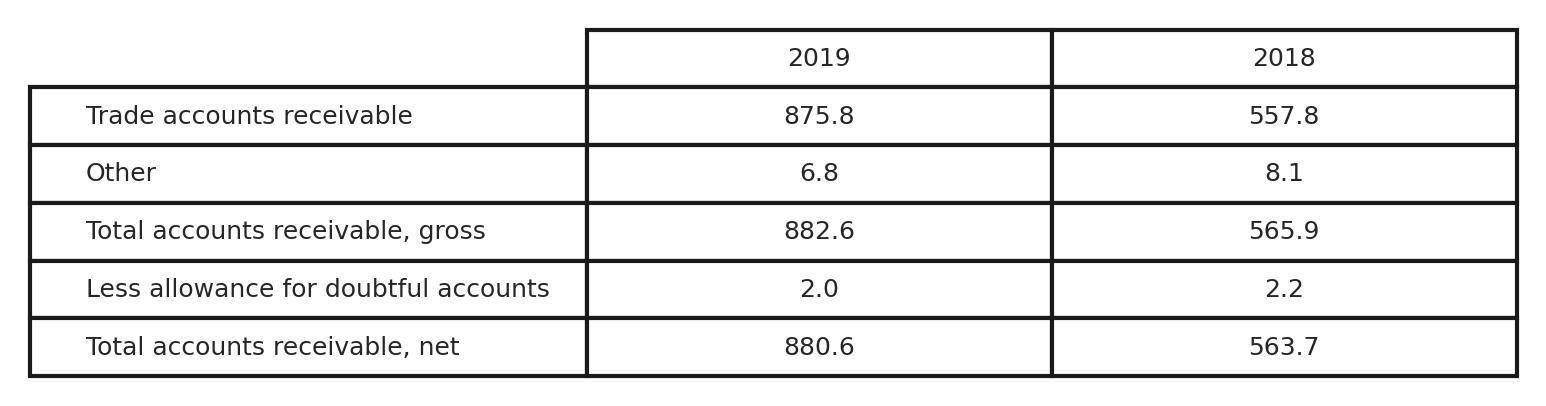 2019 2018
Trade accounts receivable 875.8 557.8
Other 6.8 8.1
Total accounts receivable, gross 882.6 565.9
Less allowance for doubtful accounts 2.0 2.2
Total accounts receivable, net 880.6 563.7